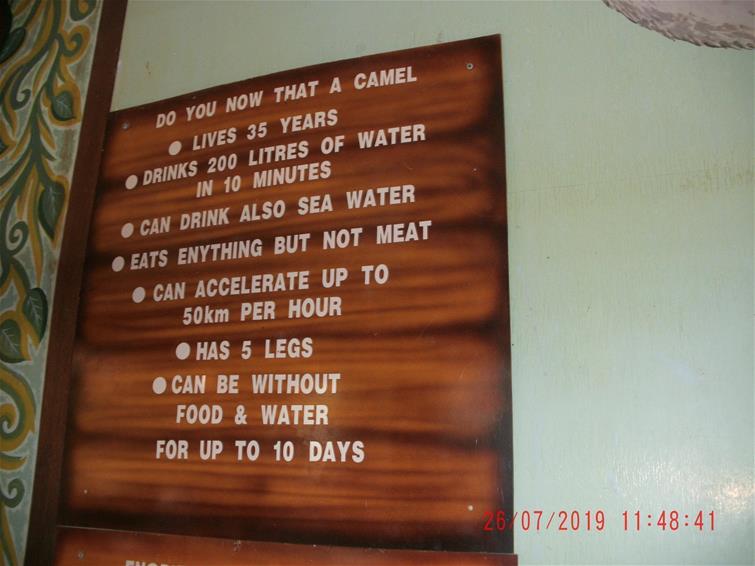 DO YOU NOW THAT A CAMEL
● LIVES 35 YEARS
● DRINKS 200 LITRES OF WATER
IN 10 MINUTES
● CAN DRINK ALSO SEA WATER
● EATS ENYTHING BUT NOT MEAT
● CAN ACCELERATE UP TO
50km PER HOUR
● HAS 5 LEGS
● CAN BE WITHOUT
FOOD & WATER
FOR UP TO 10 DAYS
26/07/2019 11:48:41